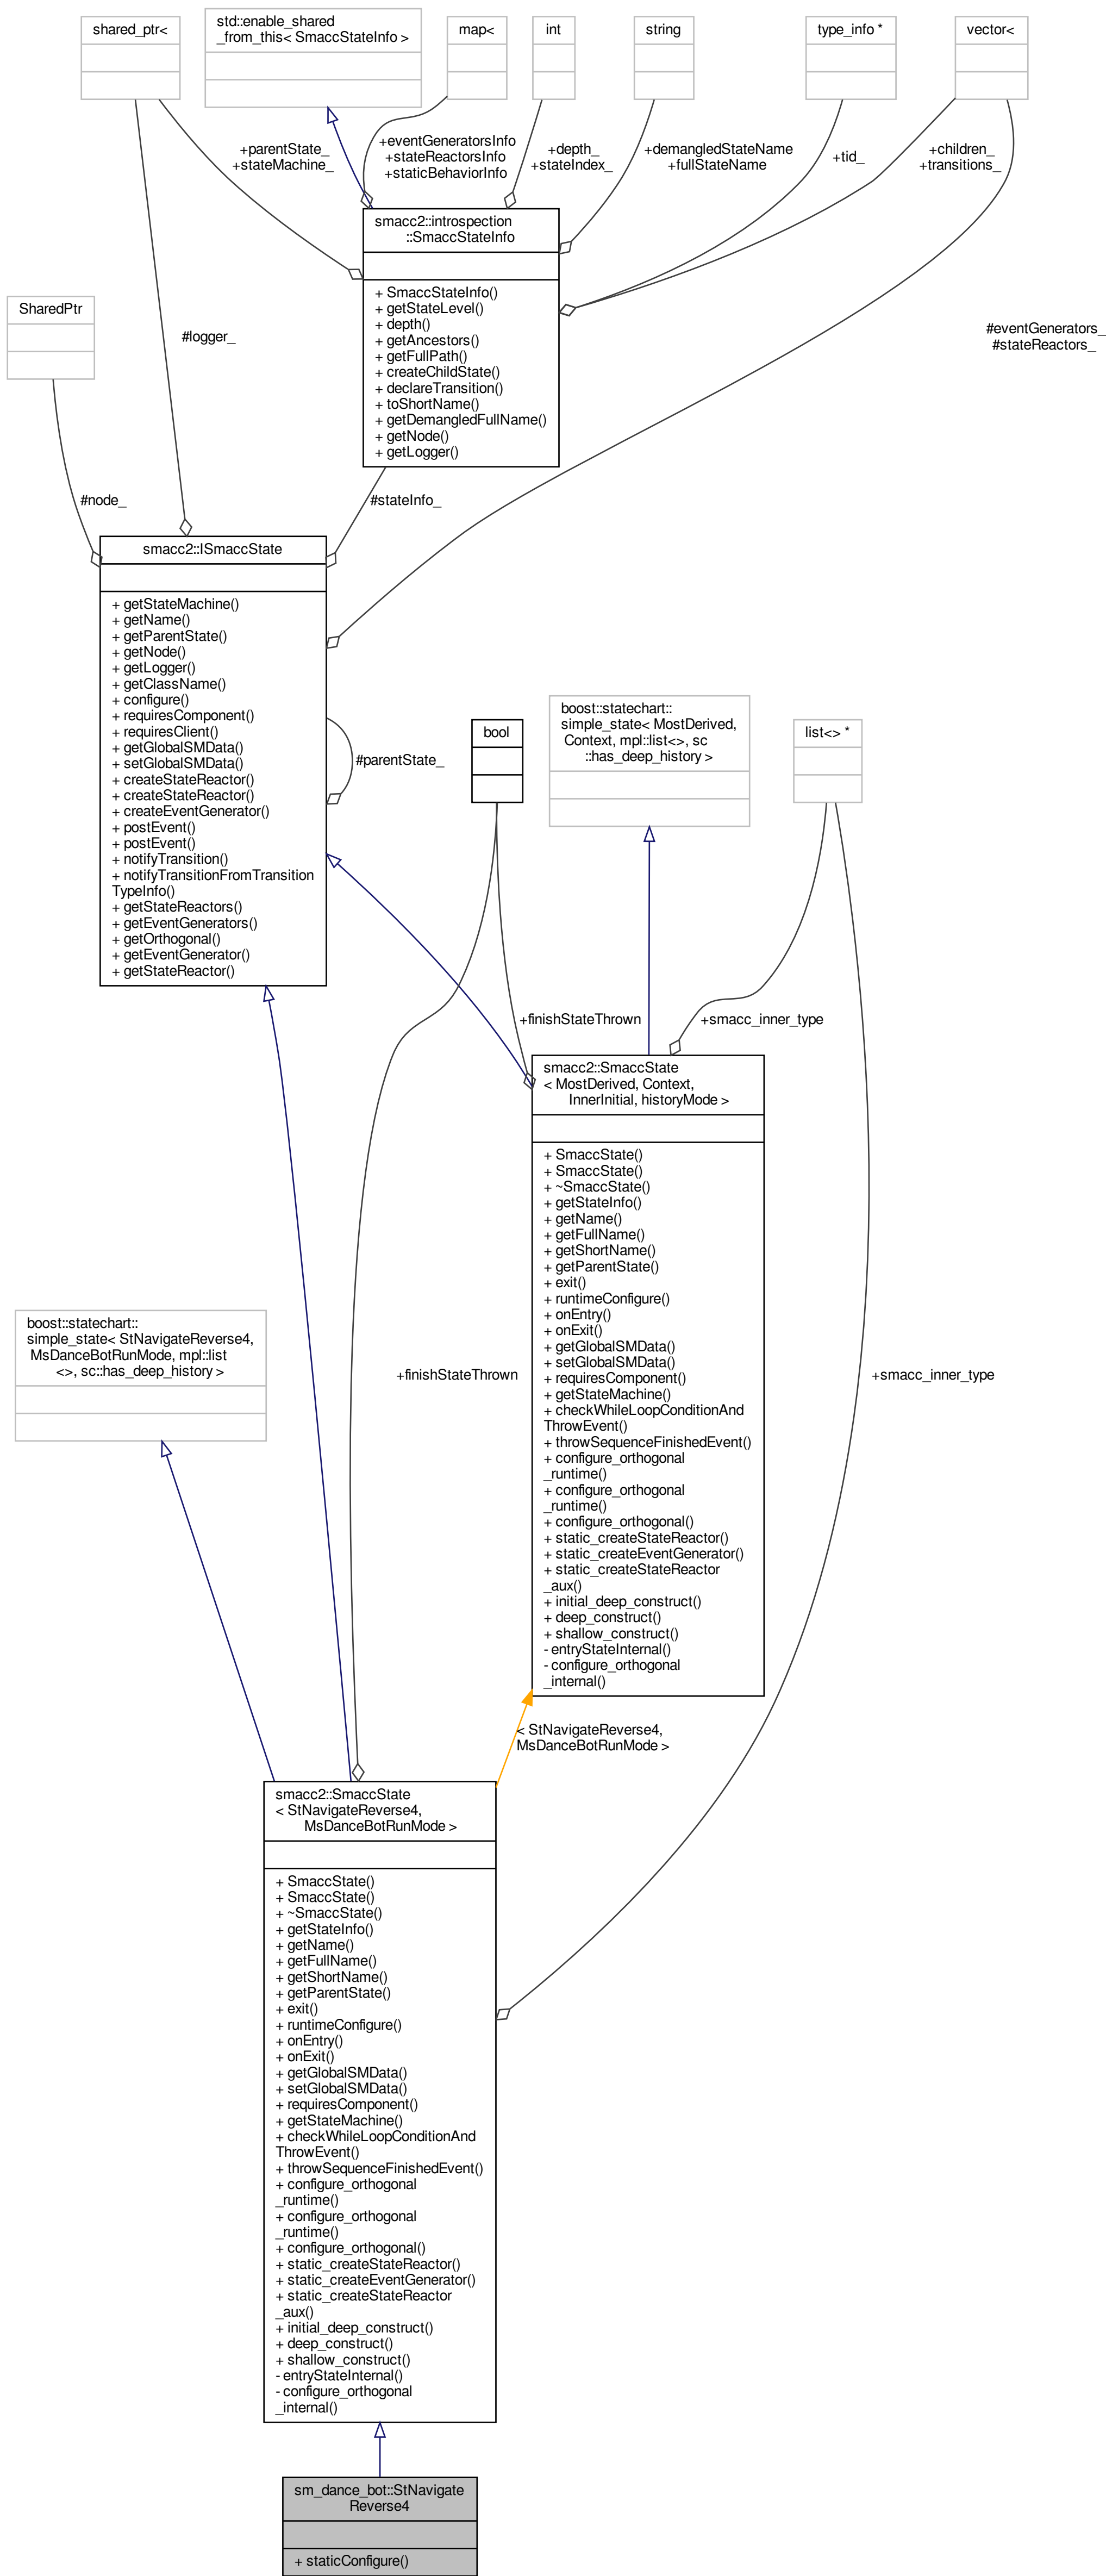 shared_ptr<
std::enable_shared
_from_this< SmaccStateInfo >
map<
int
string
type_info *
vector<
+parentState_
+stateMachine_
+eventGeneratorsInfo
+stateReactorsInfo
+staticBehaviorInfo
+depth_
+stateIndex_
+demangledStateName
+fullStateName
+tid_
+children_
+transitions_
smacc2::introspection
::SmaccStateInfo
+ SmaccStateInfo()
+ getStateLevel()
+ depth()
+ getAncestors()
+ getFullPath()
+ createChildState()
+ declareTransition()
+ toShortName()
+ getDemangledFullName()
+ getNode()
+ getLogger()
SharedPtr
#logger_
#eventGenerators_
#stateReactors_
#node_
#stateInfo_
smacc2::ISmaccState
+ getStateMachine()
+ getName()
+ getParentState()
+ getNode()
+ getLogger()
+ getClassName()
+ configure()
+ requiresComponent()
+ requiresClient()
+ getGlobalSMData()
+ setGlobalSMData()
+ createStateReactor()
+ createStateReactor()
+ createEventGenerator()
+ postEvent()
+ postEvent()
+ notifyTransition()
+ notifyTransitionFromTransition
TypeInfo()
+ getStateReactors()
+ getEventGenerators()
+ getOrthogonal()
+ getEventGenerator()
+ getStateReactor()
#parentState_
bool
boost::statechart::
simple_state< MostDerived,
Context, mpl::list<>, sc
::has_deep_history >
list<> *
+finishStateThrown
+smacc_inner_type
smacc2::SmaccState
< MostDerived, Context,
InnerInitial, historyMode >
+ SmaccState()
+ SmaccState()
+ ~SmaccState()
+ getStateInfo()
+ getName()
+ getFullName()
+ getShortName()
+ getParentState()
+ exit()
+ runtimeConfigure()
+ onEntry()
+ onExit()
+ getGlobalSMData()
+ setGlobalSMData()
+ requiresComponent()
+ getStateMachine()
+ checkWhileLoopConditionAnd
ThrowEvent()
+ throwSequenceFinishedEvent()
+ configure_orthogonal
_runtime()
+ configure_orthogonal
_runtime()
+ configure_orthogonal()
+ static_createStateReactor()
+ static_createEventGenerator()
+ static_createStateReactor
_aux()
+ initial_deep_construct()
+ deep_construct()
+ shallow_construct()
- entryStateInternal()
- configure_orthogonal
_internal()
boost::statechart::
simple_state< StNavigateReverse4,
MsDanceBotRunMode, mpl::list
<>, sc::has_deep_history >
+finishStateThrown
+smacc_inner_type
< StNavigateReverse4,
MsDanceBotRunMode >
smacc2::SmaccState
< StNavigateReverse4,
MsDanceBotRunMode >
+ SmaccState()
+ SmaccState()
+ ~SmaccState()
+ getStateInfo()
+ getName()
+ getFullName()
+ getShortName()
+ getParentState()
+ exit()
+ runtimeConfigure()
+ onEntry()
+ onExit()
+ getGlobalSMData()
+ setGlobalSMData()
+ requiresComponent()
+ getStateMachine()
+ checkWhileLoopConditionAnd
ThrowEvent()
+ throwSequenceFinishedEvent()
+ configure_orthogonal
_runtime()
+ configure_orthogonal
_runtime()
+ configure_orthogonal()
+ static_createStateReactor()
+ static_createEventGenerator()
+ static_createStateReactor
_aux()
+ initial_deep_construct()
+ deep_construct()
+ shallow_construct()
- entryStateInternal()
- configure_orthogonal
_internal()
sm_dance_bot::StNavigate
Reverse4
+ staticConfigure()